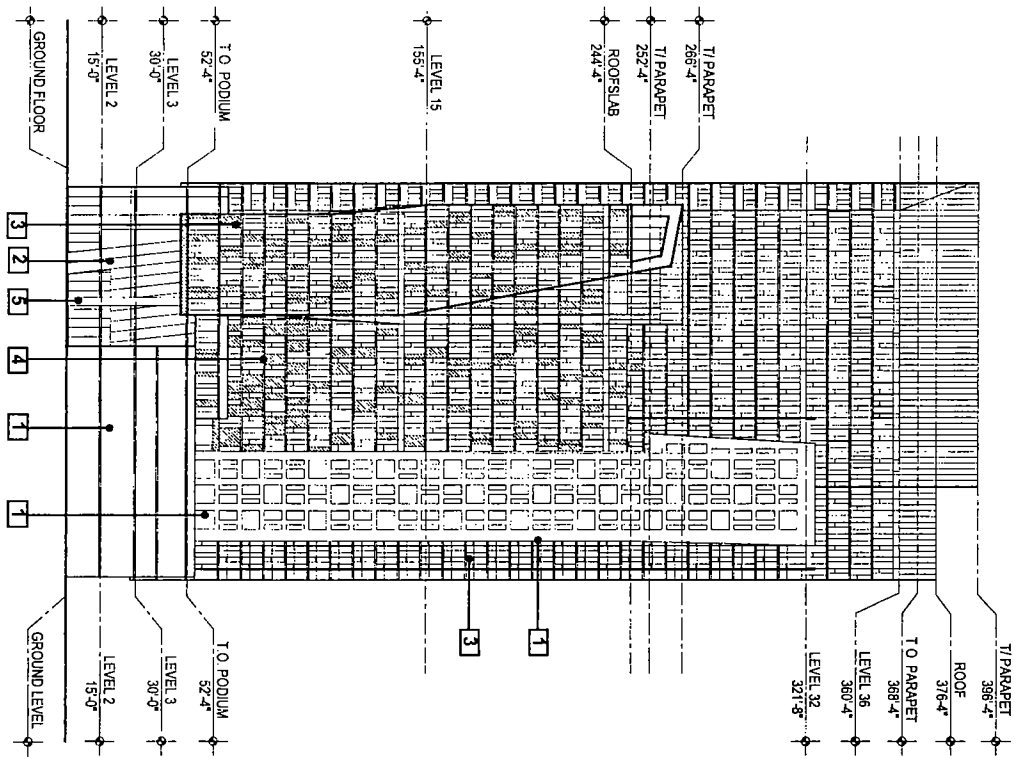 T/ PARAPET
266'-4"
T/ PARAPET
252'-4"
ROOFSLAB
244'-4"
LEVEL 15
155'-4"
T.O. PODIUM
52'-4"
LEVEL 3
30'-0"
LEVEL 2
15'-0"
GROUND FLOOR
3
2
5
4
1
1
3
1
T/ PARAPET
396'-4"
ROOF
376'-4"
T.O PARAPET
368'-4"
LEVEL 36
360'-4"
LEVEL 32
321'-8"
T.O. PODIUM
52'-4"
LEVEL 3
30'-0"
LEVEL 2
15'-0"
GROUND LEVEL